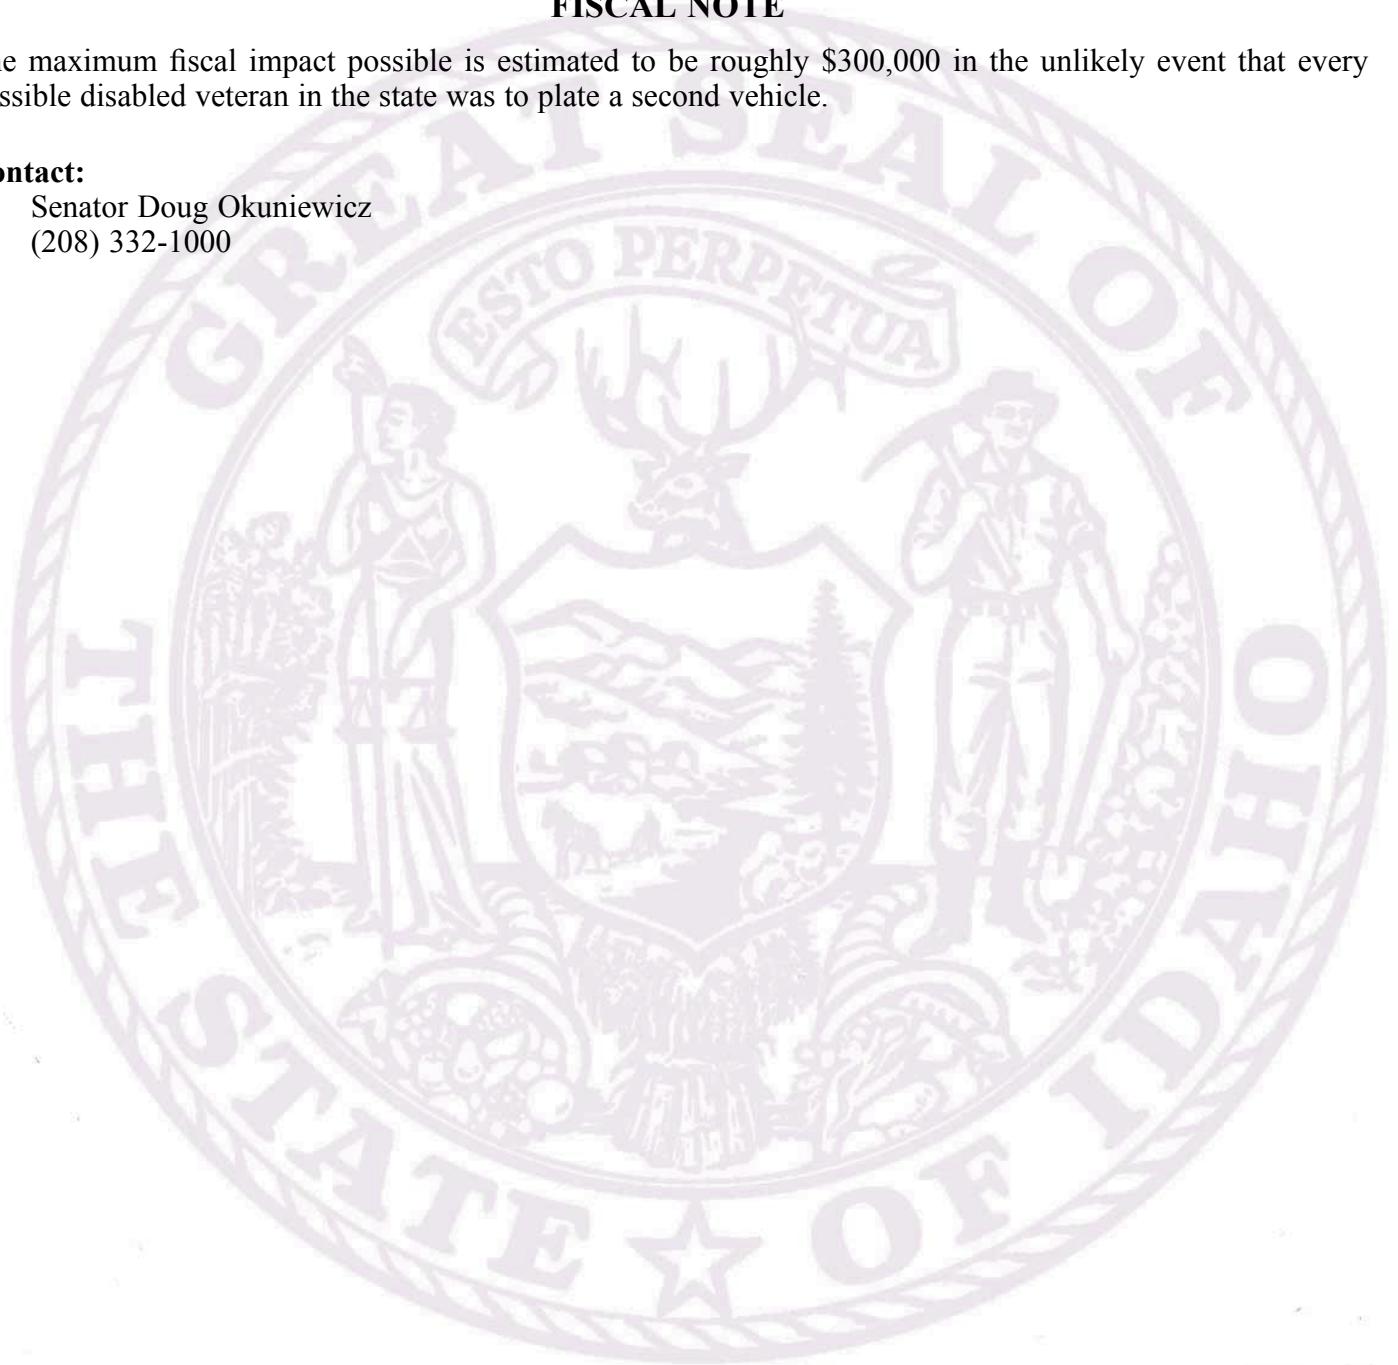 FISCAL NOTE
he maximum fiscal impact possible is estimated to be roughly $300,000 in the unlikely event that every
ssible disabled veteran in the state was to plate a second vehicle.
ontact:
Senator Doug Okuniewicz
(208) 332-1000
GREAT SEAL OF
ESTO PERPETUA
THE
STATE OF IDAHO